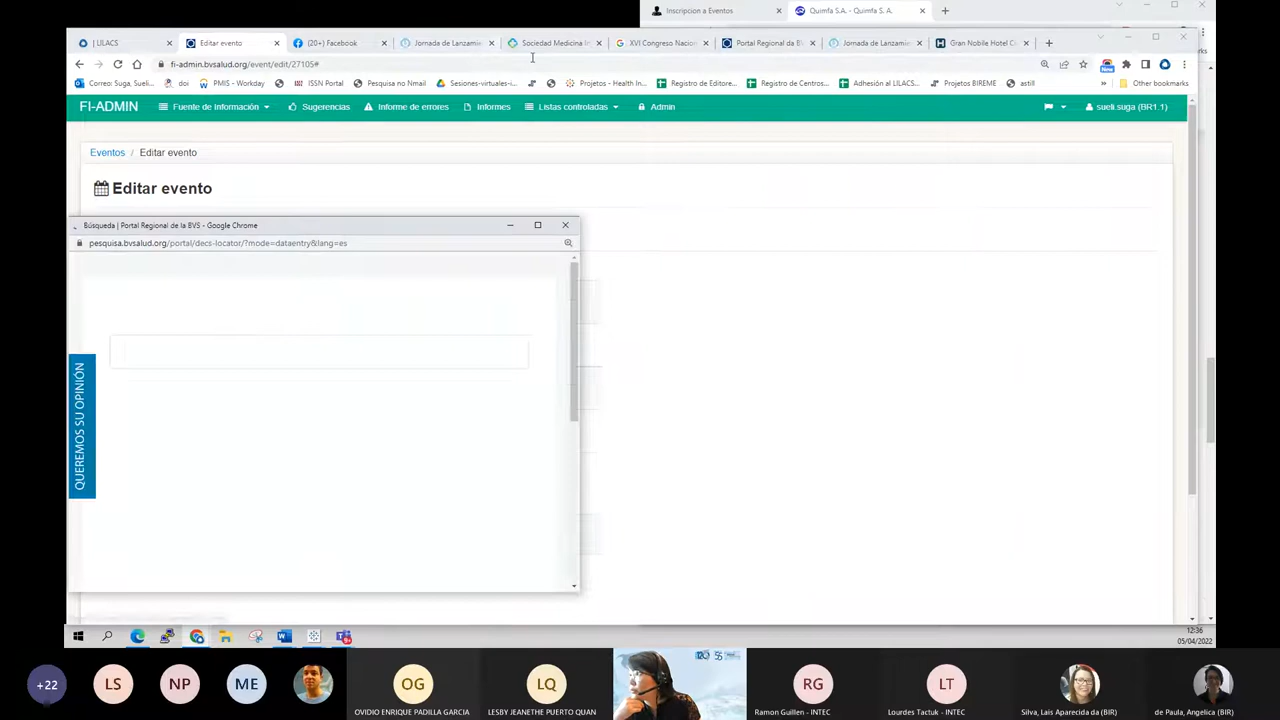 Inscripcion a Eventos
Quimfa S.A. - Quimfa S. A.
| LILACS
Editar evento
(20+) Facebook
Jornada de Lanzami
Sociedad Medicina In
XVI Congreso Nacio
Portal Regional da B
Jornada de Lanzami
Gran Nobile Hotel C
fi-admin.bvsalud.org/event/edit/27105#
Correo: Suga, Sueli...
doi
PMIS - Workday
ISSN Portal
Pesquisa no Nmail
Sesiones-virtuales-i...
Projetos - Health In...
Registro de Editore...
Registro de Centros...
Adhesión al LILACS...
Projetos BIREME
astill
»
Other bookmarks
New
FI-ADMIN
Fuente de Información
Sugerencias
Informe de errores
Informes
Listas controladas
Admin
sueli.suga (BR1.1)
Eventos / Editar evento
Editar evento
Búsqueda | Portal Regional de la BVS - Google Chrome
pesquisa.bvsalud.org/portal/decs-locator/?mode=dataentry&lang=es
QUEREMOS SU OPINIÓN
12:36
05/04/2022
+22
LS
NP
ME
OG
OVIDIO ENRIQUE PADILLA GARCIA
LQ
LESBY JEANETHE PUERTO QUAN
RG
Ramon Guillen - INTEC
LT
Lourdes Tactuk - INTEC
Silva, Lais Aparecida da (BIR)
de Paula, Angelica (BIR)